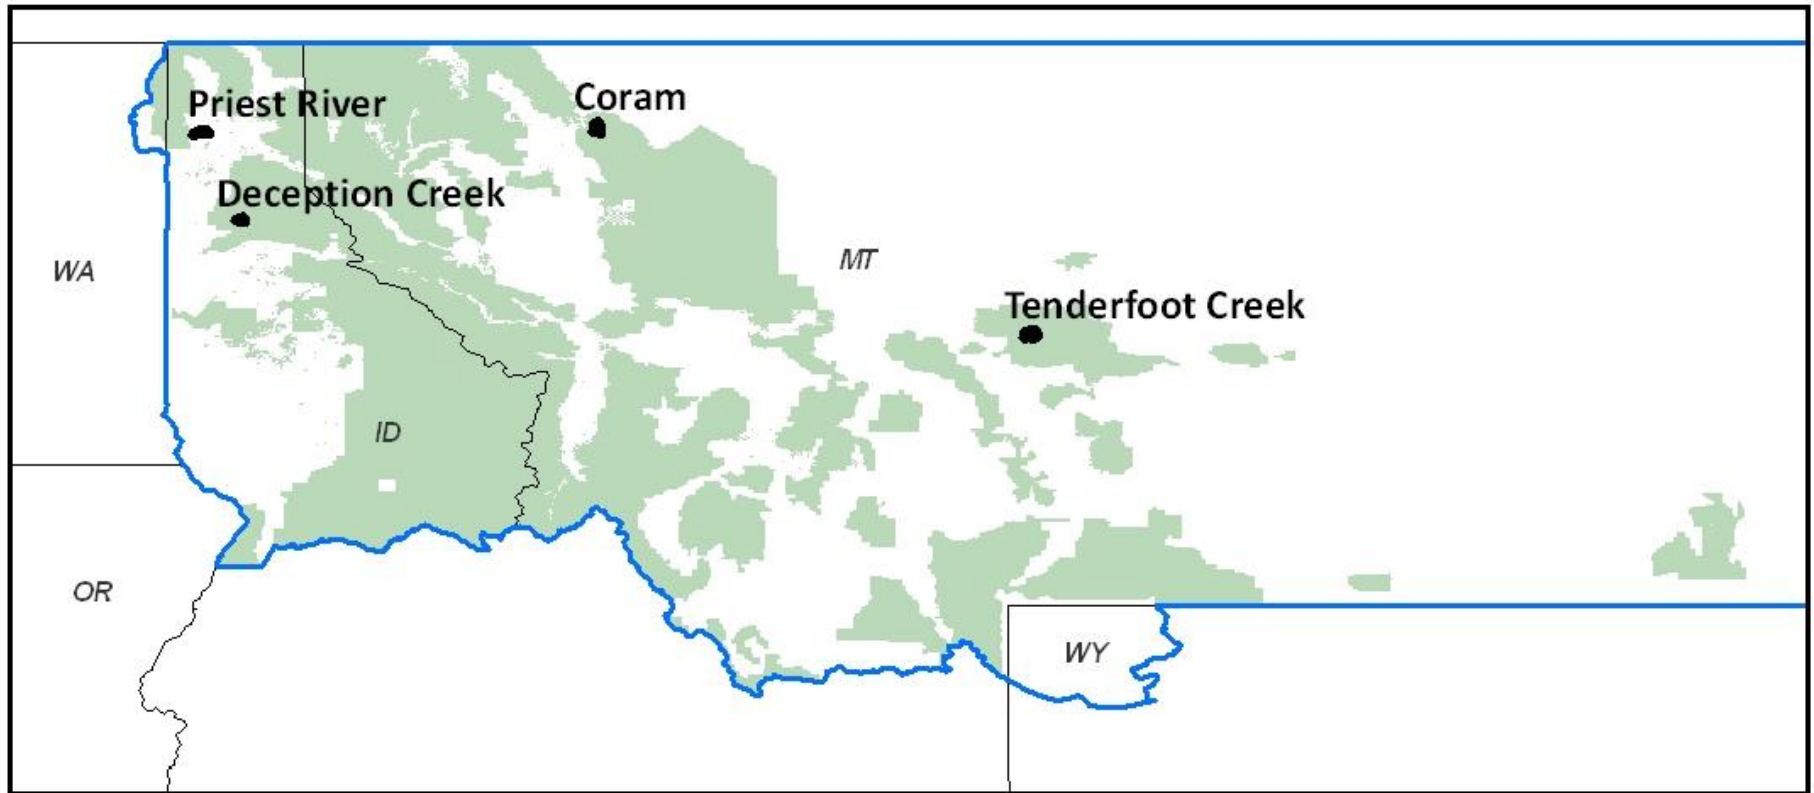 Coram
Priest River
Deception Creek
WA
MT
Tenderfoot Creek
ID
OR
WY